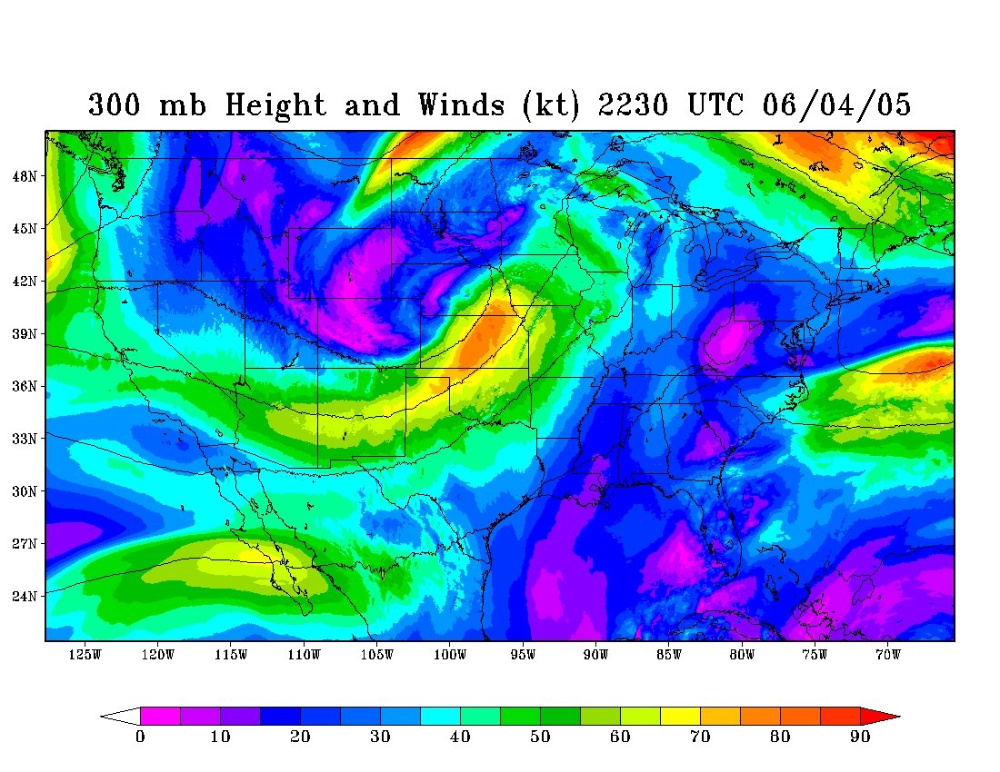 300 mb Height and Winds (kt) 2230 UTC 06/04/05
48N
45N
42N
39N
36N
33N
30N
27N
24N
125W 120W 115W 110W 105W 100W 95W 90W 85W 80W 75W 70W
0 10 20 30 40 50 60 70 80 90